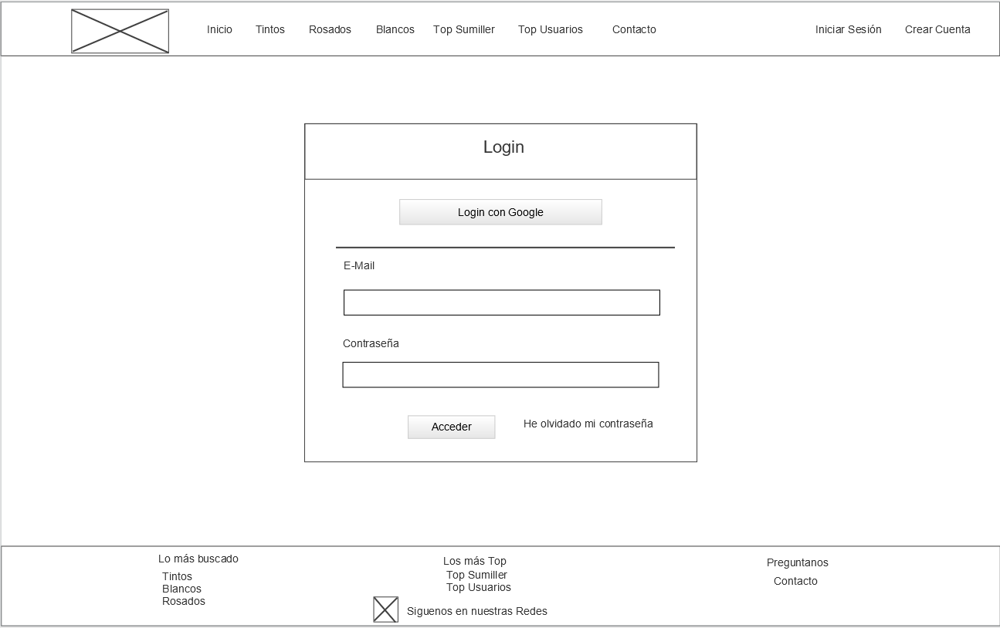 Inicio Tintos Rosados Blancos Top Sumiller Top Usuarios Contacto Iniciar Sesión Crear Cuenta
Login
Login con Google
E-Mail
Contraseña
Acceder He olvidado mi contraseña
Lo más buscado
Tintos
Blancos
Rosados
Los más Top
Top Sumiller
Top Usuarios
Siguenos en nuestras Redes
Preguntanos
Contacto